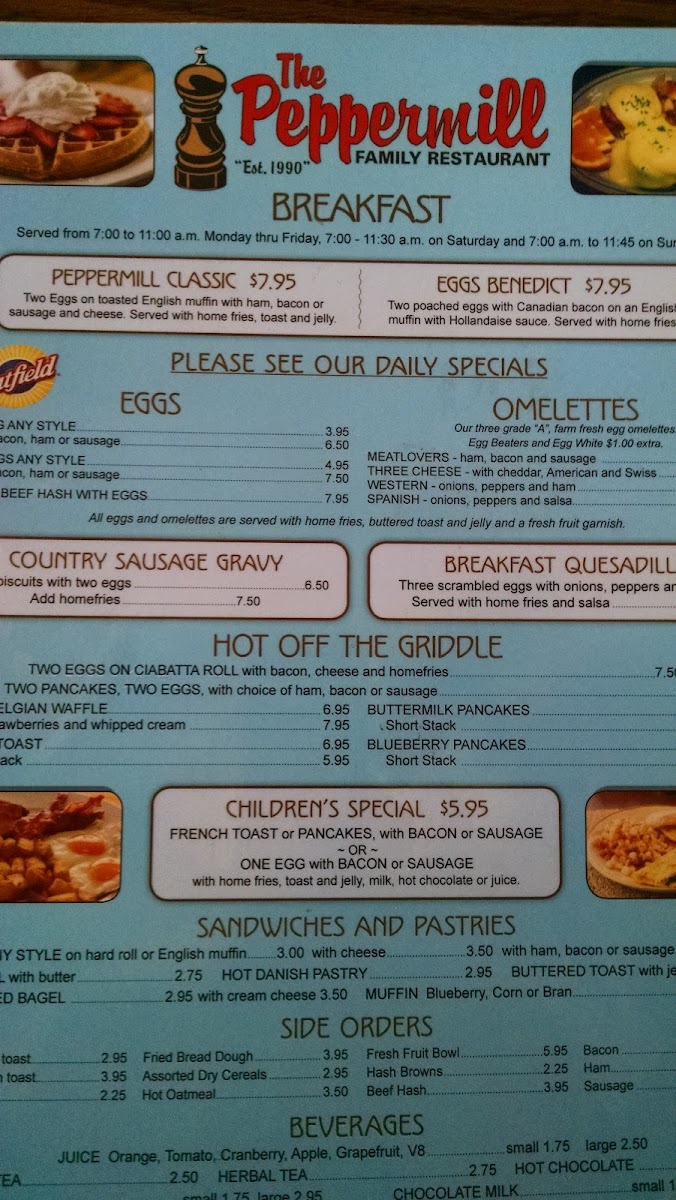 The
Peppermill
"Est. 1990" FAMILY RESTAURANT
BREAKFAST
Served from 7:00 to 11:00 a.m. Monday thru Friday, 7:00 - 11:30 a.m. on Saturday and 7:00 a.m. to 11:45 on Sun
PEPPERMILL CLASSIC $7.95
Two Eggs on toasted English muffin with ham, bacon or
sausage and cheese. Served with home fries, toast and jelly.
EGGS BENEDICT $7.95
Two poached eggs with Canadian bacon on an English
muffin with Hollandaise sauce. Served with home fries
atfield
PLEASE SEE OUR DAILY SPECIALS
EGGS
G ANY STYLE 3.95
acon, ham or sausage 6.50
GS ANY STYLE 4.95
acon, ham or sausage 7.50
BEEF HASH WITH EGGS 7.95
OMELETTES
Our three grade "A", farm fresh egg omelettes.
Egg Beaters and Egg White $1.00 extra.
MEATLOVERS - ham, bacon and sausage
THREE CHEESE - with cheddar, American and Swiss
WESTERN - onions, peppers and ham
SPANISH - onions, peppers and salsa
All eggs and omelettes are served with home fries, buttered toast and jelly and a fresh fruit garnish.
COUNTRY SAUSAGE GRAVY
biscuits with two eggs 6.50
Add homefries 7.50
BREAKFAST QUESADILL
Three scrambled eggs with onions, peppers an
Served with home fries and salsa
HOT OFF THE GRIDDLE
TWO EGGS ON CIABATTA ROLL with bacon, cheese and homefries 7.50
TWO PANCAKES, TWO EGGS, with choice of ham, bacon or sausage
ELGIAN WAFFLE 6.95
awberries and whipped cream 7.95
TOAST 6.95
ack 5.95
BUTTERMILK PANCAKES
Short Stack
BLUEBERRY PANCAKES
Short Stack
CHILDREN'S SPECIAL $5.95
FRENCH TOAST or PANCAKES, with BACON or SAUSAGE
~ OR ~
ONE EGG with BACON or SAUSAGE
with home fries, toast and jelly, milk, hot chocolate or juice.
SANDWICHES AND PASTRIES
NY STYLE on hard roll or English muffin 3.00 with cheese 3.50 with ham, bacon or sausage
L with butter 2.75 HOT DANISH PASTRY 2.95 BUTTERED TOAST with je
ED BAGEL 2.95 with cream cheese 3.50 MUFFIN Blueberry, Corn or Bran
SIDE ORDERS
toast 2.95 Fried Bread Dough 3.95 Fresh Fruit Bowl 5.95 Bacon
n toast 3.95 Assorted Dry Cereals 2.95 Hash Browns 2.25 Ham
2.25 Hot Oatmeal 3.50 Beef Hash 3.95 Sausage
BEVERAGES
JUICE Orange, Tomato, Cranberry, Apple, Grapefruit, V8 small 1.75 large 2.50
TEA 2.50 HERBAL TEA 2.75 HOT CHOCOLATE
small 1.75 large 2.95 CHOCOLATE MILK small 1